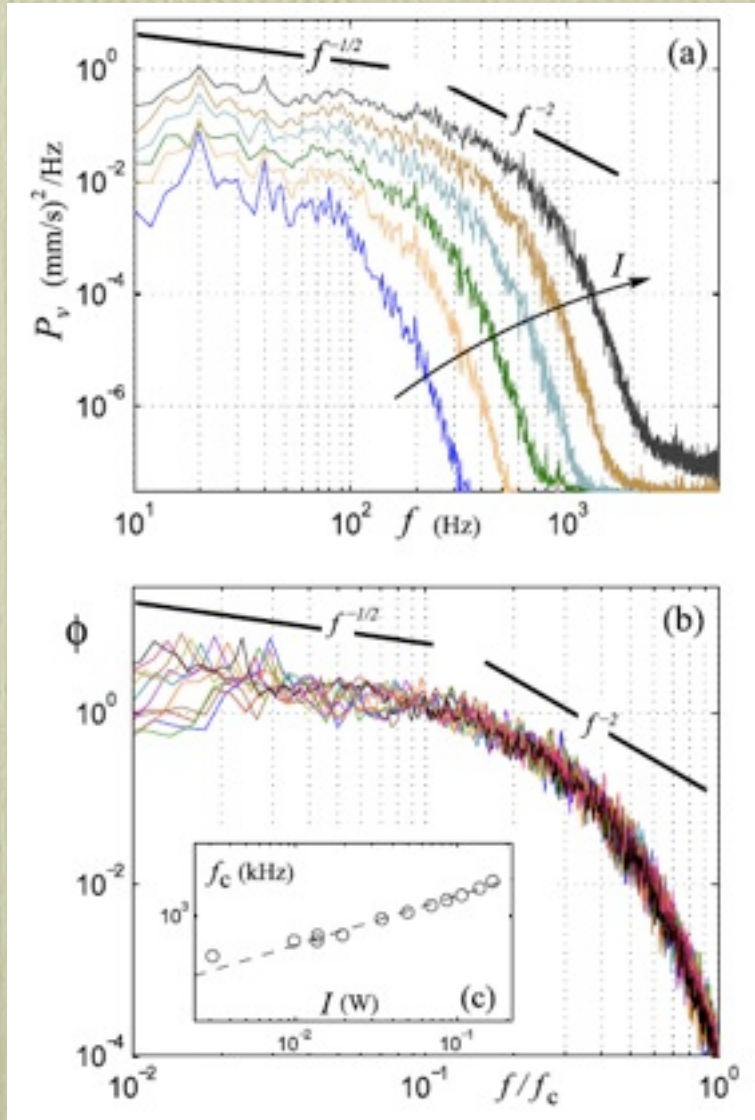 (a)
f^{-1/2}
f^{-2}
10^0
10^{-2}
10^{-4}
10^{-6}
P_v (mm/s)^2 /Hz
I
10^1
10^2
10^3
f (Hz)
(b)
ϕ
f^{-1/2}
f^{-2}
10^0
10^{-2}
10^{-4}
f_c (kHz)
10^3
I (W)
(c)
10^{-2}
10^{-1}
10^{-2}
10^{-1}
f/f_c
10^0